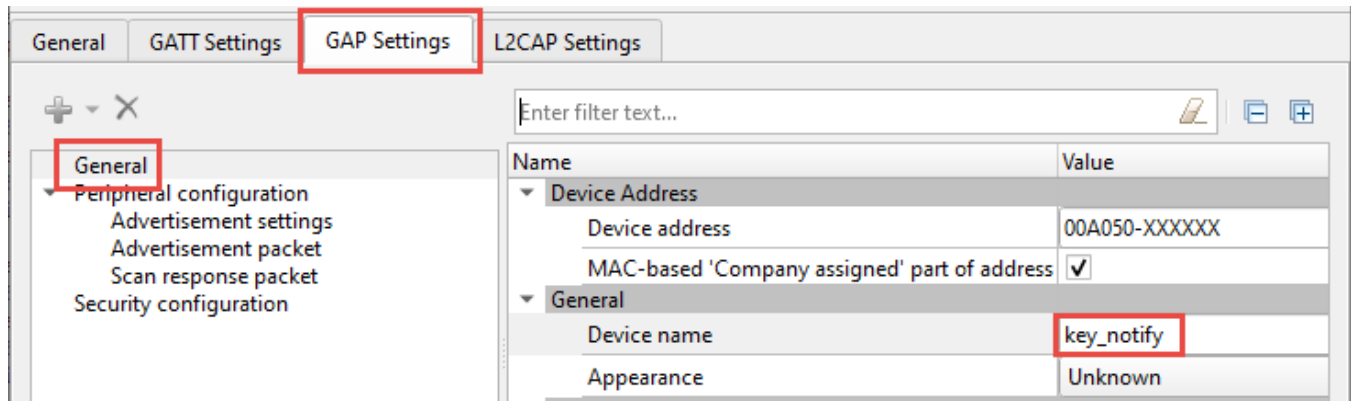 General GATT Settings GAP Settings L2CAP Settings
Enter filter text...
General
Peripheral configuration
Advertisement settings
Advertisement packet
Scan response packet
Security configuration
Name Value
Device Address
Device address 00A050-XXXXXX
MAC-based 'Company assigned' part of address
General
Device name key_notify
Appearance Unknown